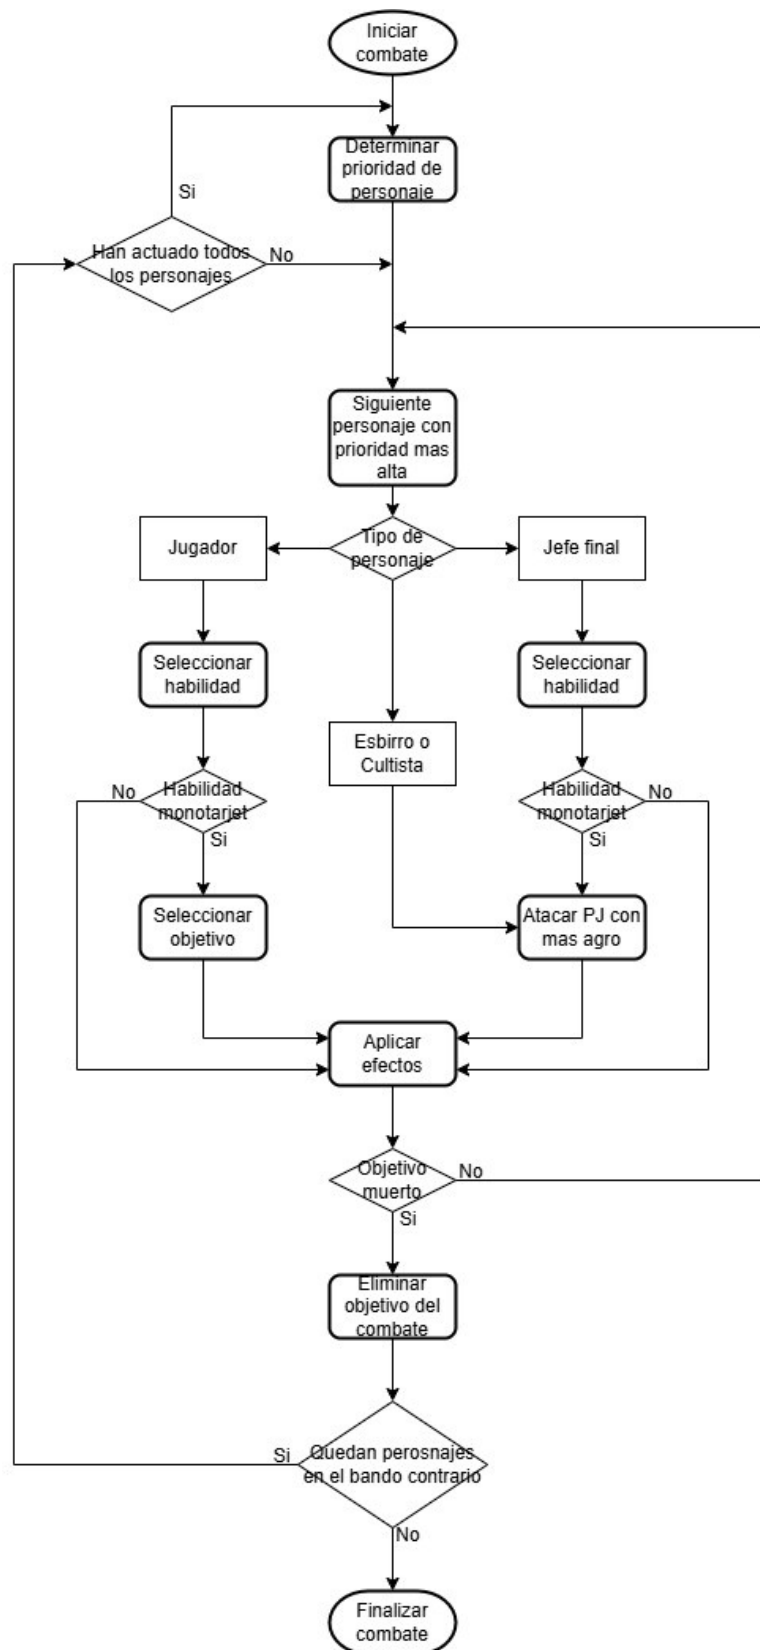 Iniciar
combate
Determinar
prioridad de
personaje
Si
Han actuado todos
los personajes
No
Siguiente
personaje con
prioridad mas
alta
Jugador
Tipo de
personaje
Jefe final
Seleccionar
habilidad
Seleccionar
habilidad
Esbirro o
Cultista
No
Habilidad
monotarjet
Si
Habilidad
monotarjet
No
Si
Seleccionar
objetivo
Atacar PJ con
mas agro
Aplicar
efectos
Objetivo
muerto
No
Si
Eliminar
objetivo del
combate
Si
Quedan perosnajes
en el bando contrario
No
Finalizar
combate